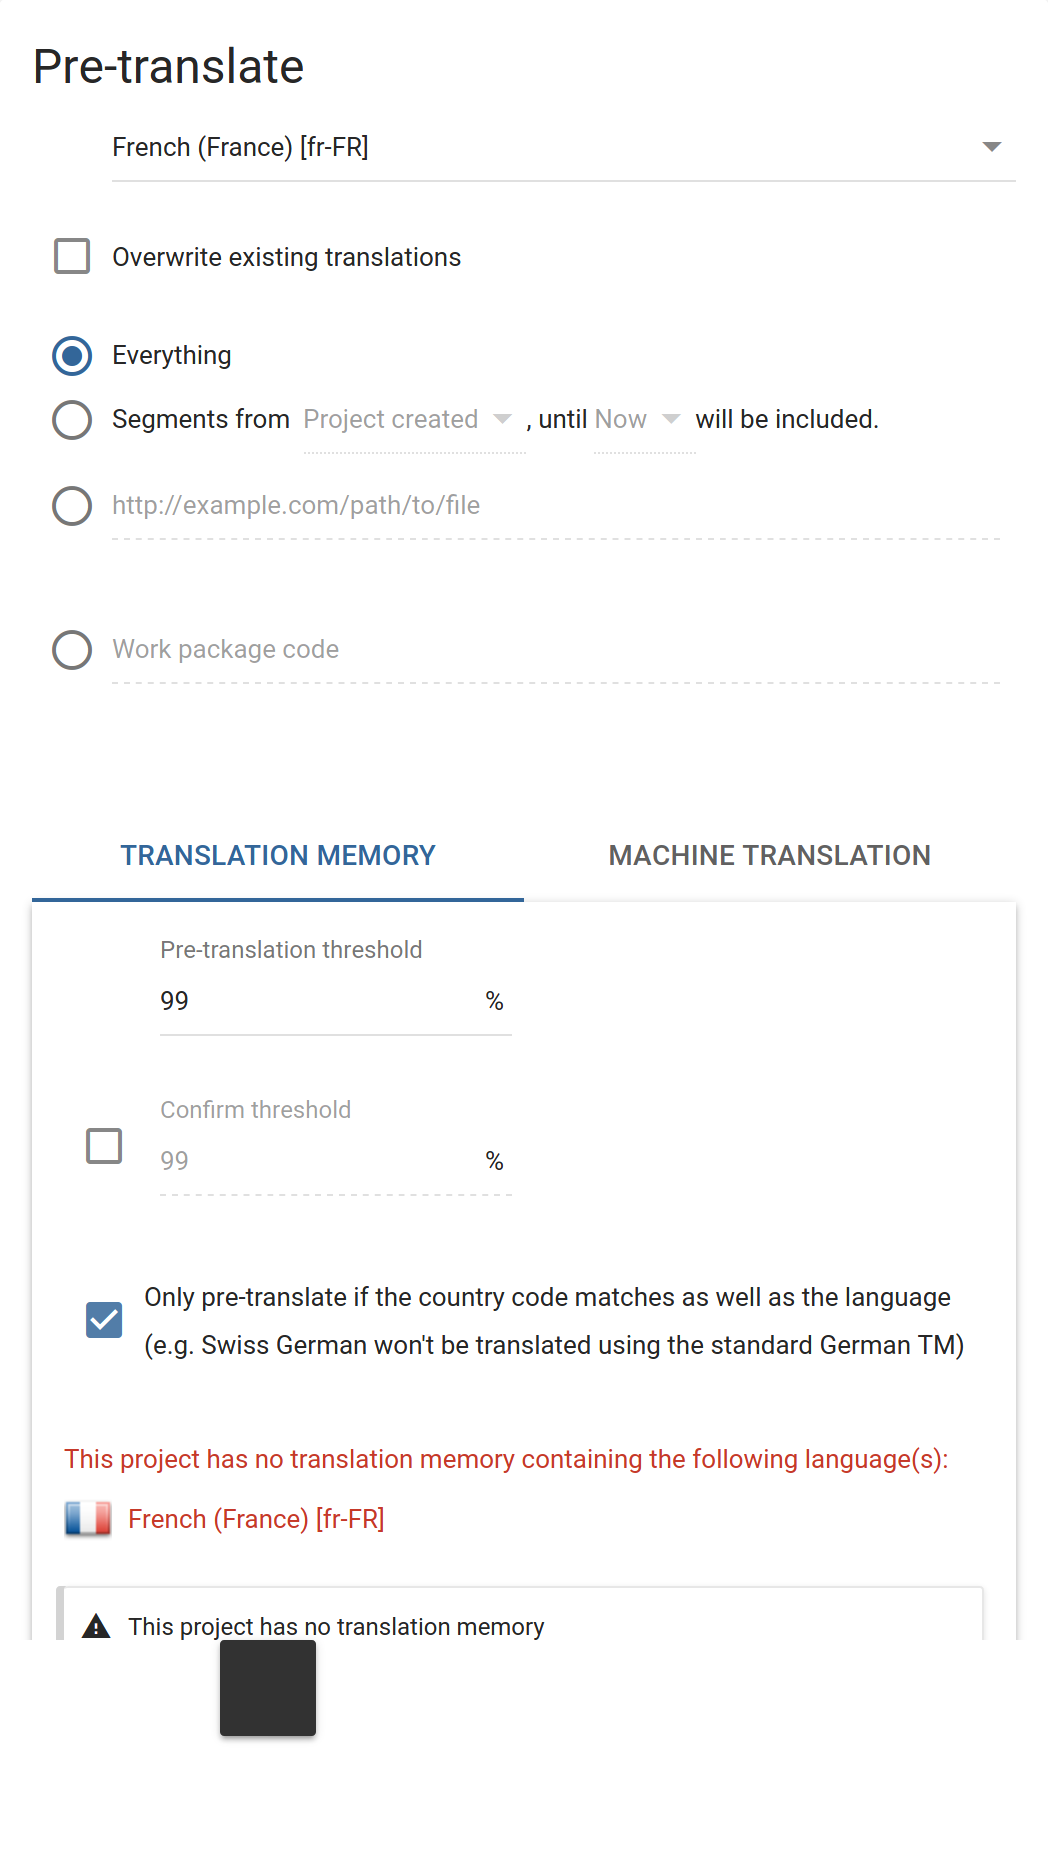 Pre-translate
French (France) [fr-FR]
Overwrite existing translations
Everything
Segments from Project created , until Now will be included.
http://example.com/path/to/file
Work package code
TRANSLATION MEMORY MACHINE TRANSLATION
Pre-translation threshold
99 %
Confirm threshold
99 %
Only pre-translate if the country code matches as well as the language
(e.g. Swiss German won't be translated using the standard German TM)
This project has no translation memory containing the following language(s):
French (France) [fr-FR]
This project has no translation memory